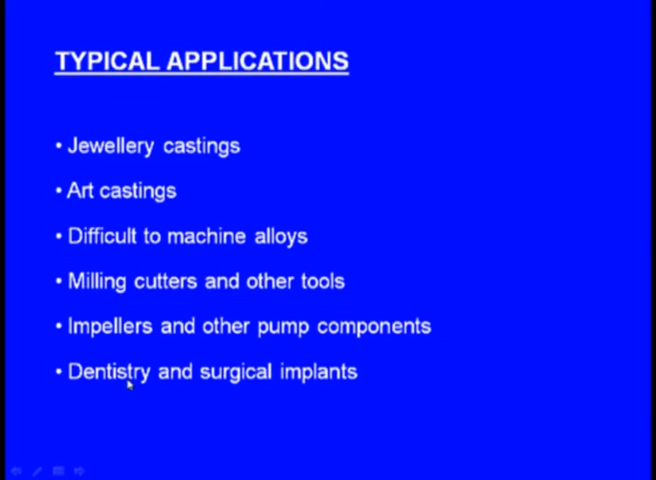 TYPICAL APPLICATIONS
• Jewellery castings
• Art castings
• Difficult to machine alloys
• Milling cutters and other tools
• Impellers and other pump components
• Dentistry and surgical implants